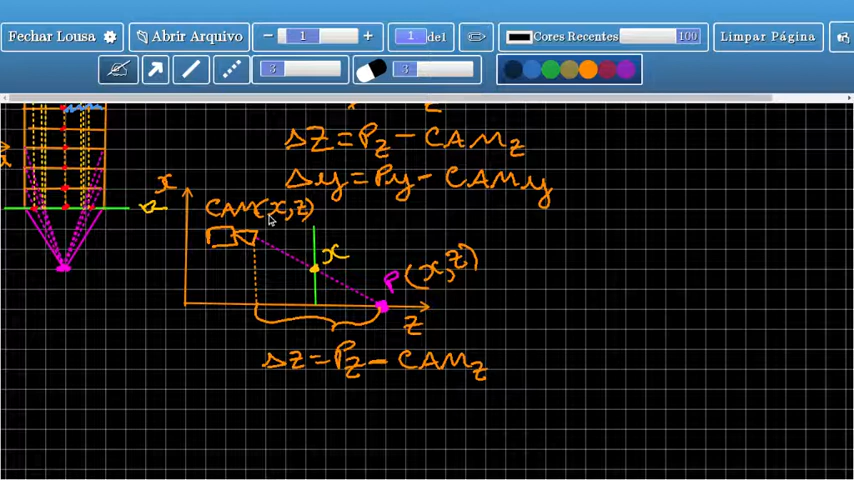 Fechar Lousa Abrir Arquivo 1 1 de1 Cores Recentes 100 Limpar Página
3 3
ΔZ=Pz-CAMz
Δy=Py-CAMy
x
CAM(x,z)
x
P(x,z)
z
Δz=Pz-CAMz